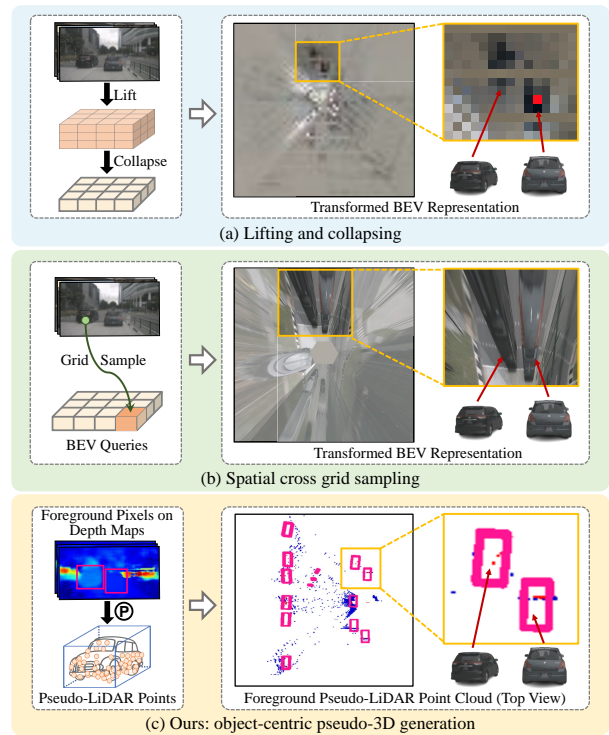 Lift
Collapse
Transformed BEV Representation
(a) Lifting and collapsing
Grid Sample
BEV Queries
Transformed BEV Representation
(b) Spatial cross grid sampling
Foreground Pixels on
Depth Maps
P
Pseudo-LiDAR Points
Foreground Pseudo-LiDAR Point Cloud (Top View)
(c) Ours: object-centric pseudo-3D generation